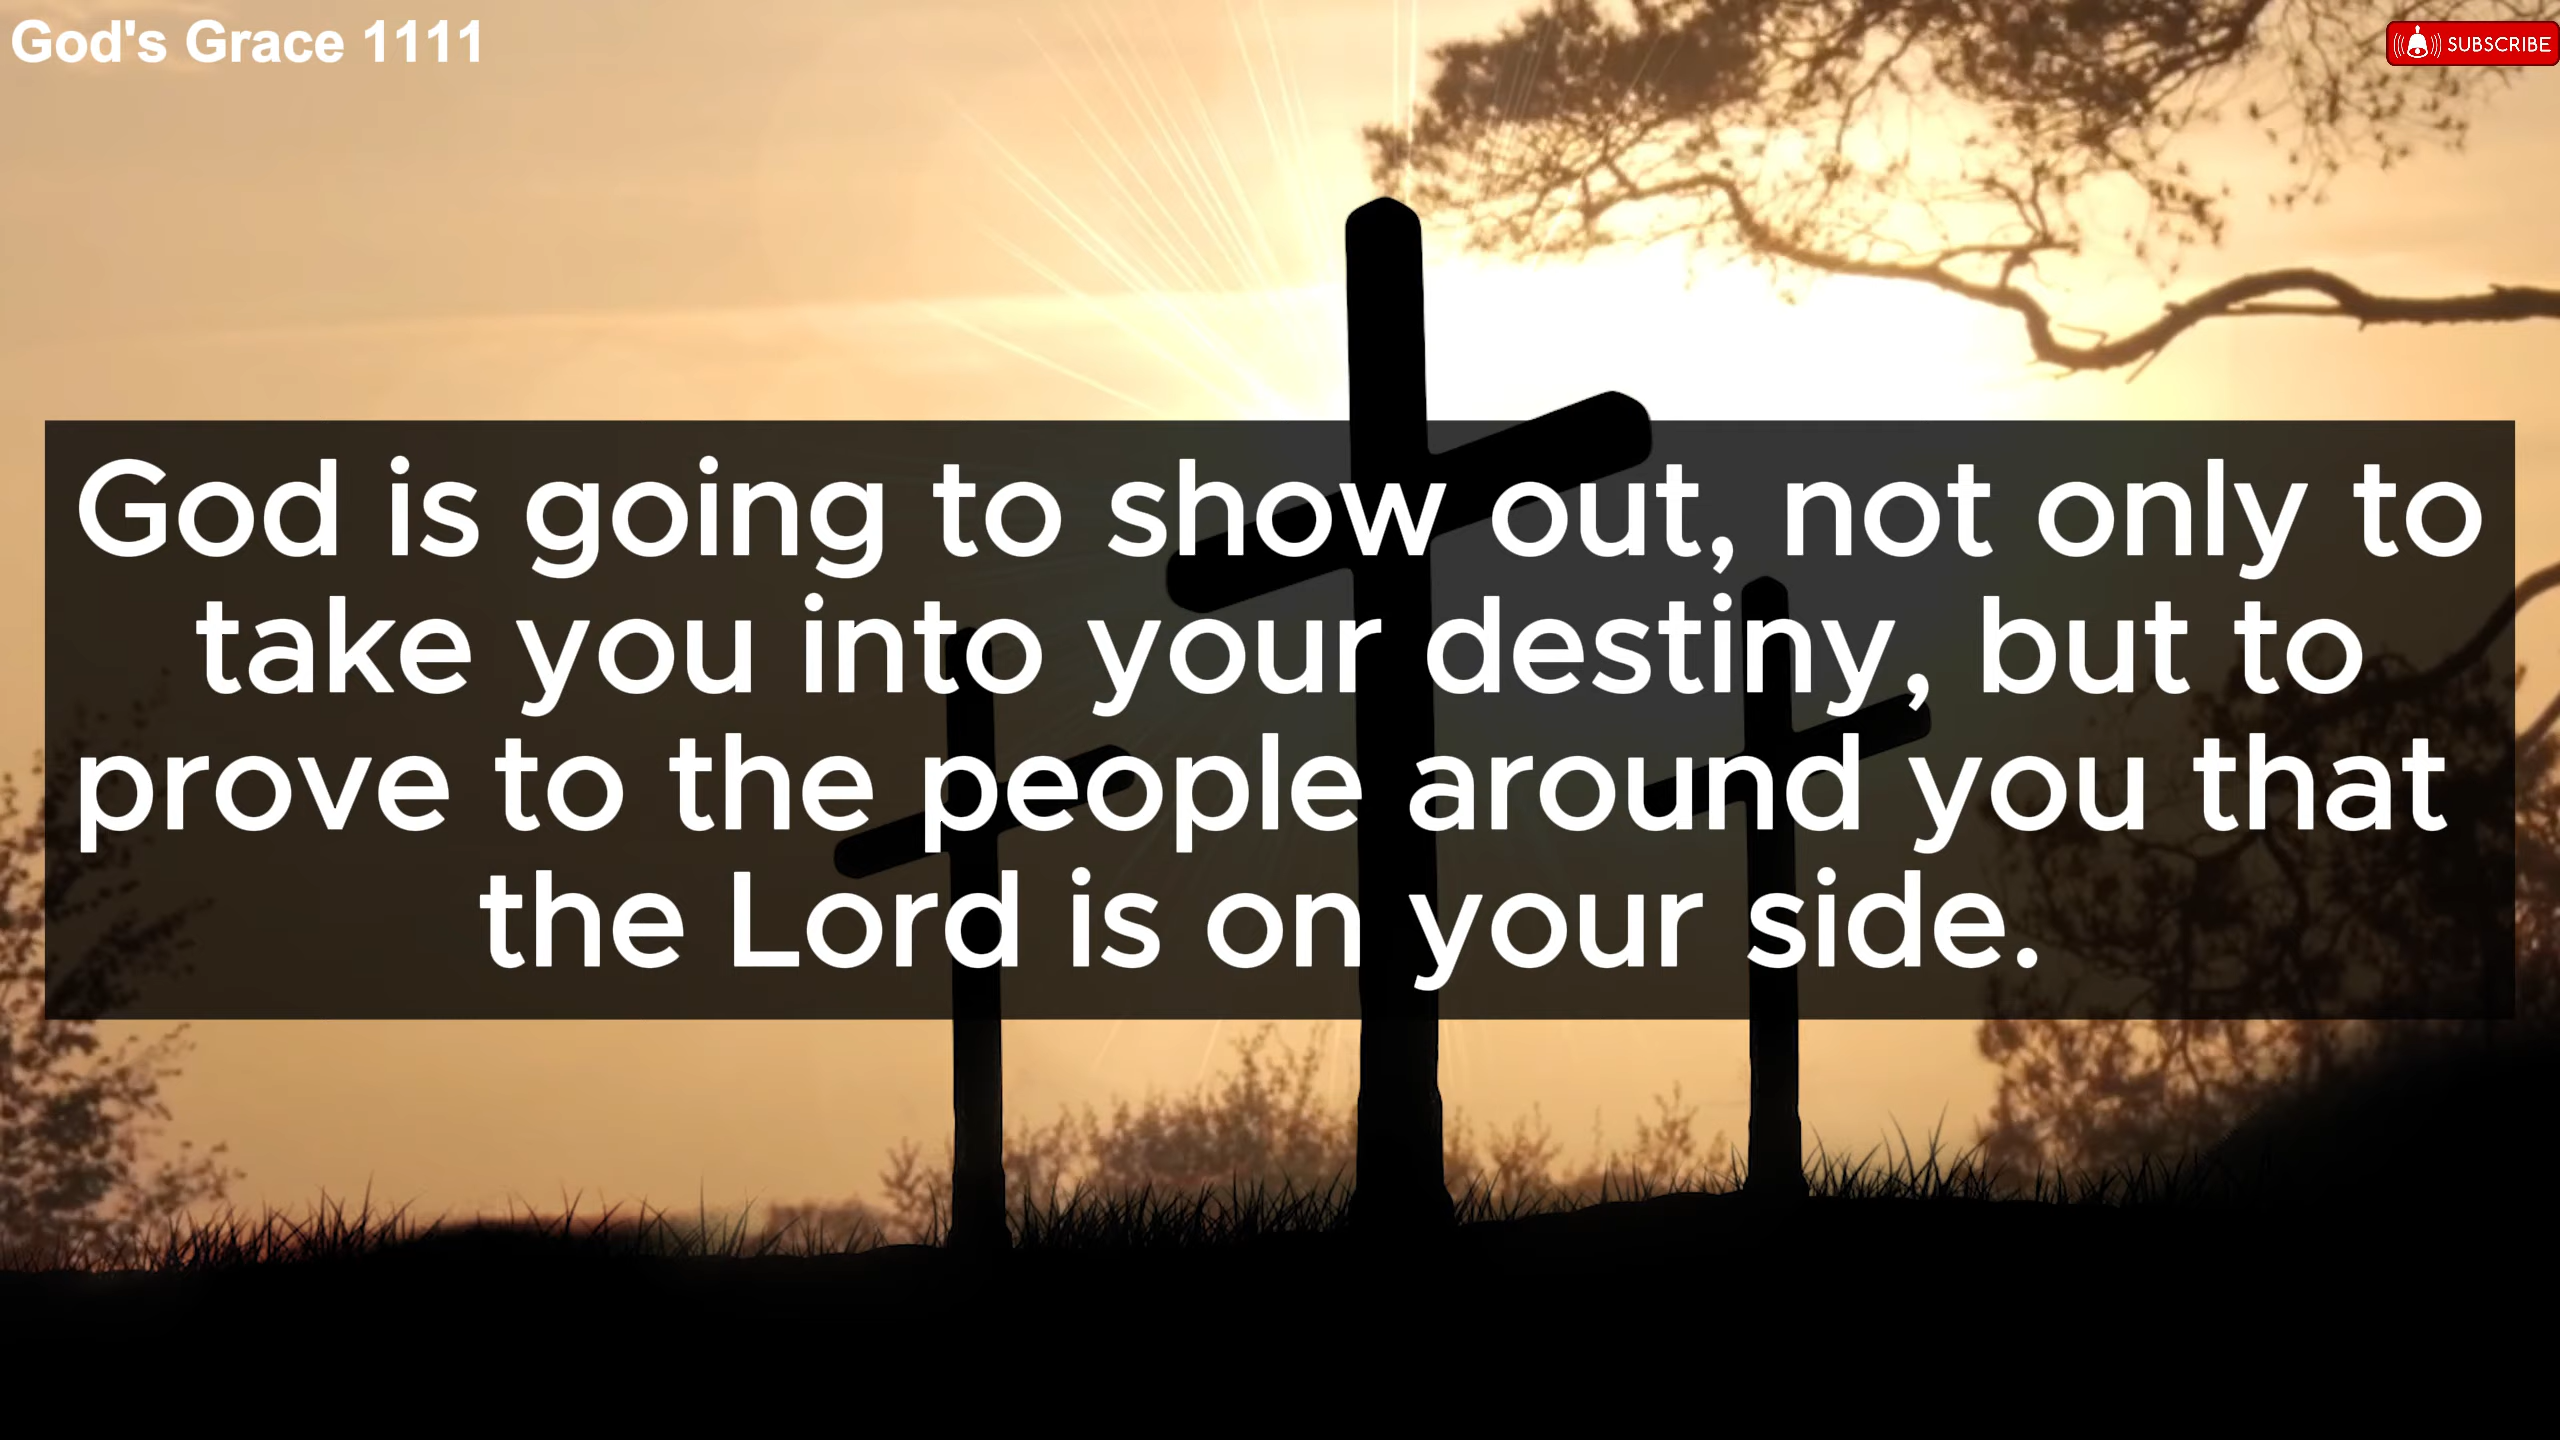 God's Grace 1111
SUBSCRIBE
God is going to show out, not only to
take you into your destiny, but to
prove to the people around you that
the Lord is on your side.